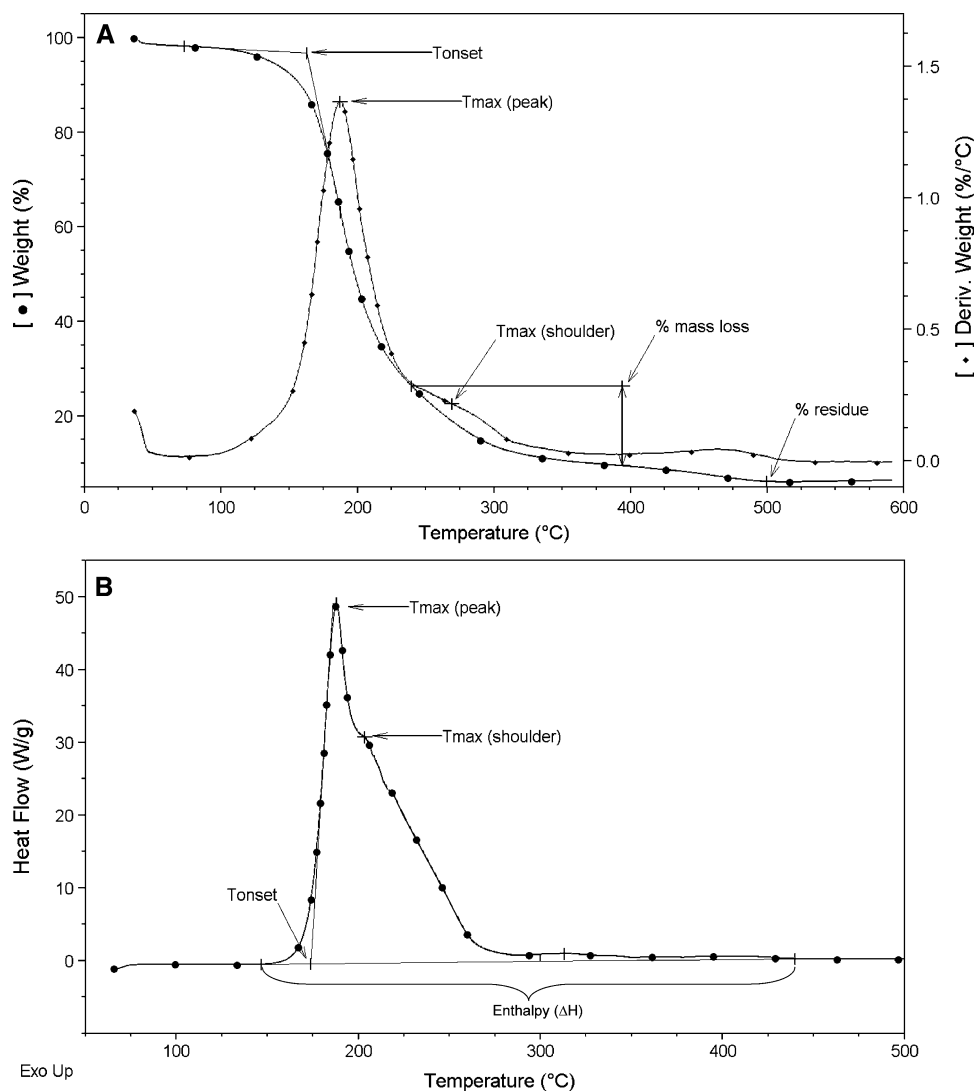 A
100
80
60
40
20
[ ● ] Weight (%)
Tonset
Tmax (peak)
Tmax (shoulder)
% mass loss
% residue
1.5
1.0
0.5
0.0
[ ⬩ ] Deriv. Weight (%/°C)
0
100
200
300
400
500
600
Temperature (°C)
B
50
40
30
20
10
0
Heat Flow (W/g)
Tmax (peak)
Tmax (shoulder)
Tonset
Enthalpy (ΔH)
100
200
300
400
500
Exo Up
Temperature (°C)